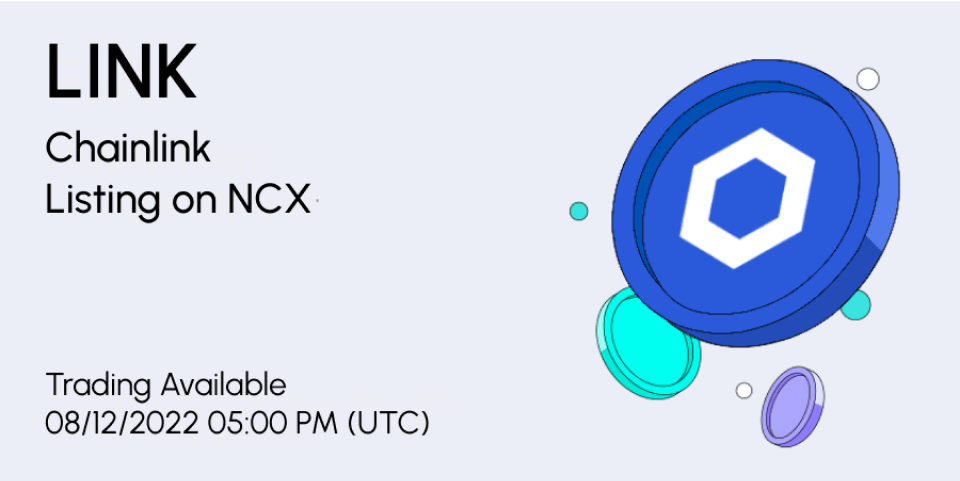 LINK
Chainlink
Listing on NCX
Trading Available
08/12/2022 05:00 PM (UTC)